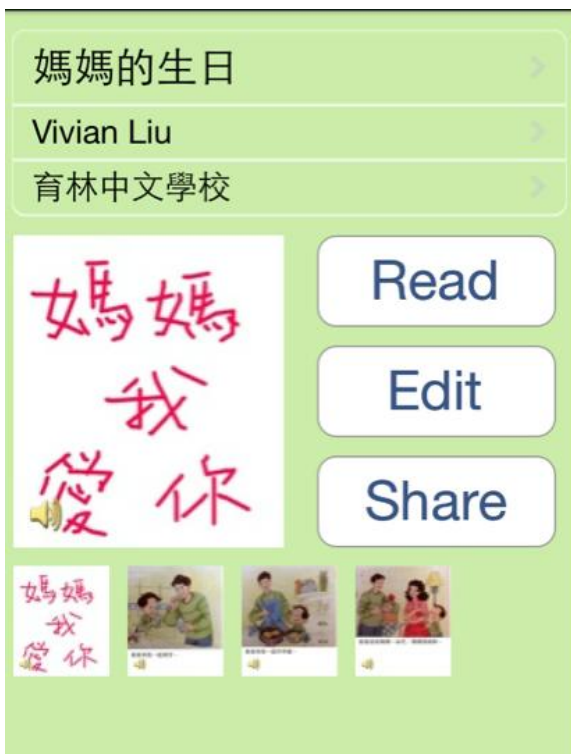 媽媽的生日
Vivian Liu
育林中文學校
媽媽
我
愛 你
Read
Edit
Share
媽媽
我
愛 你